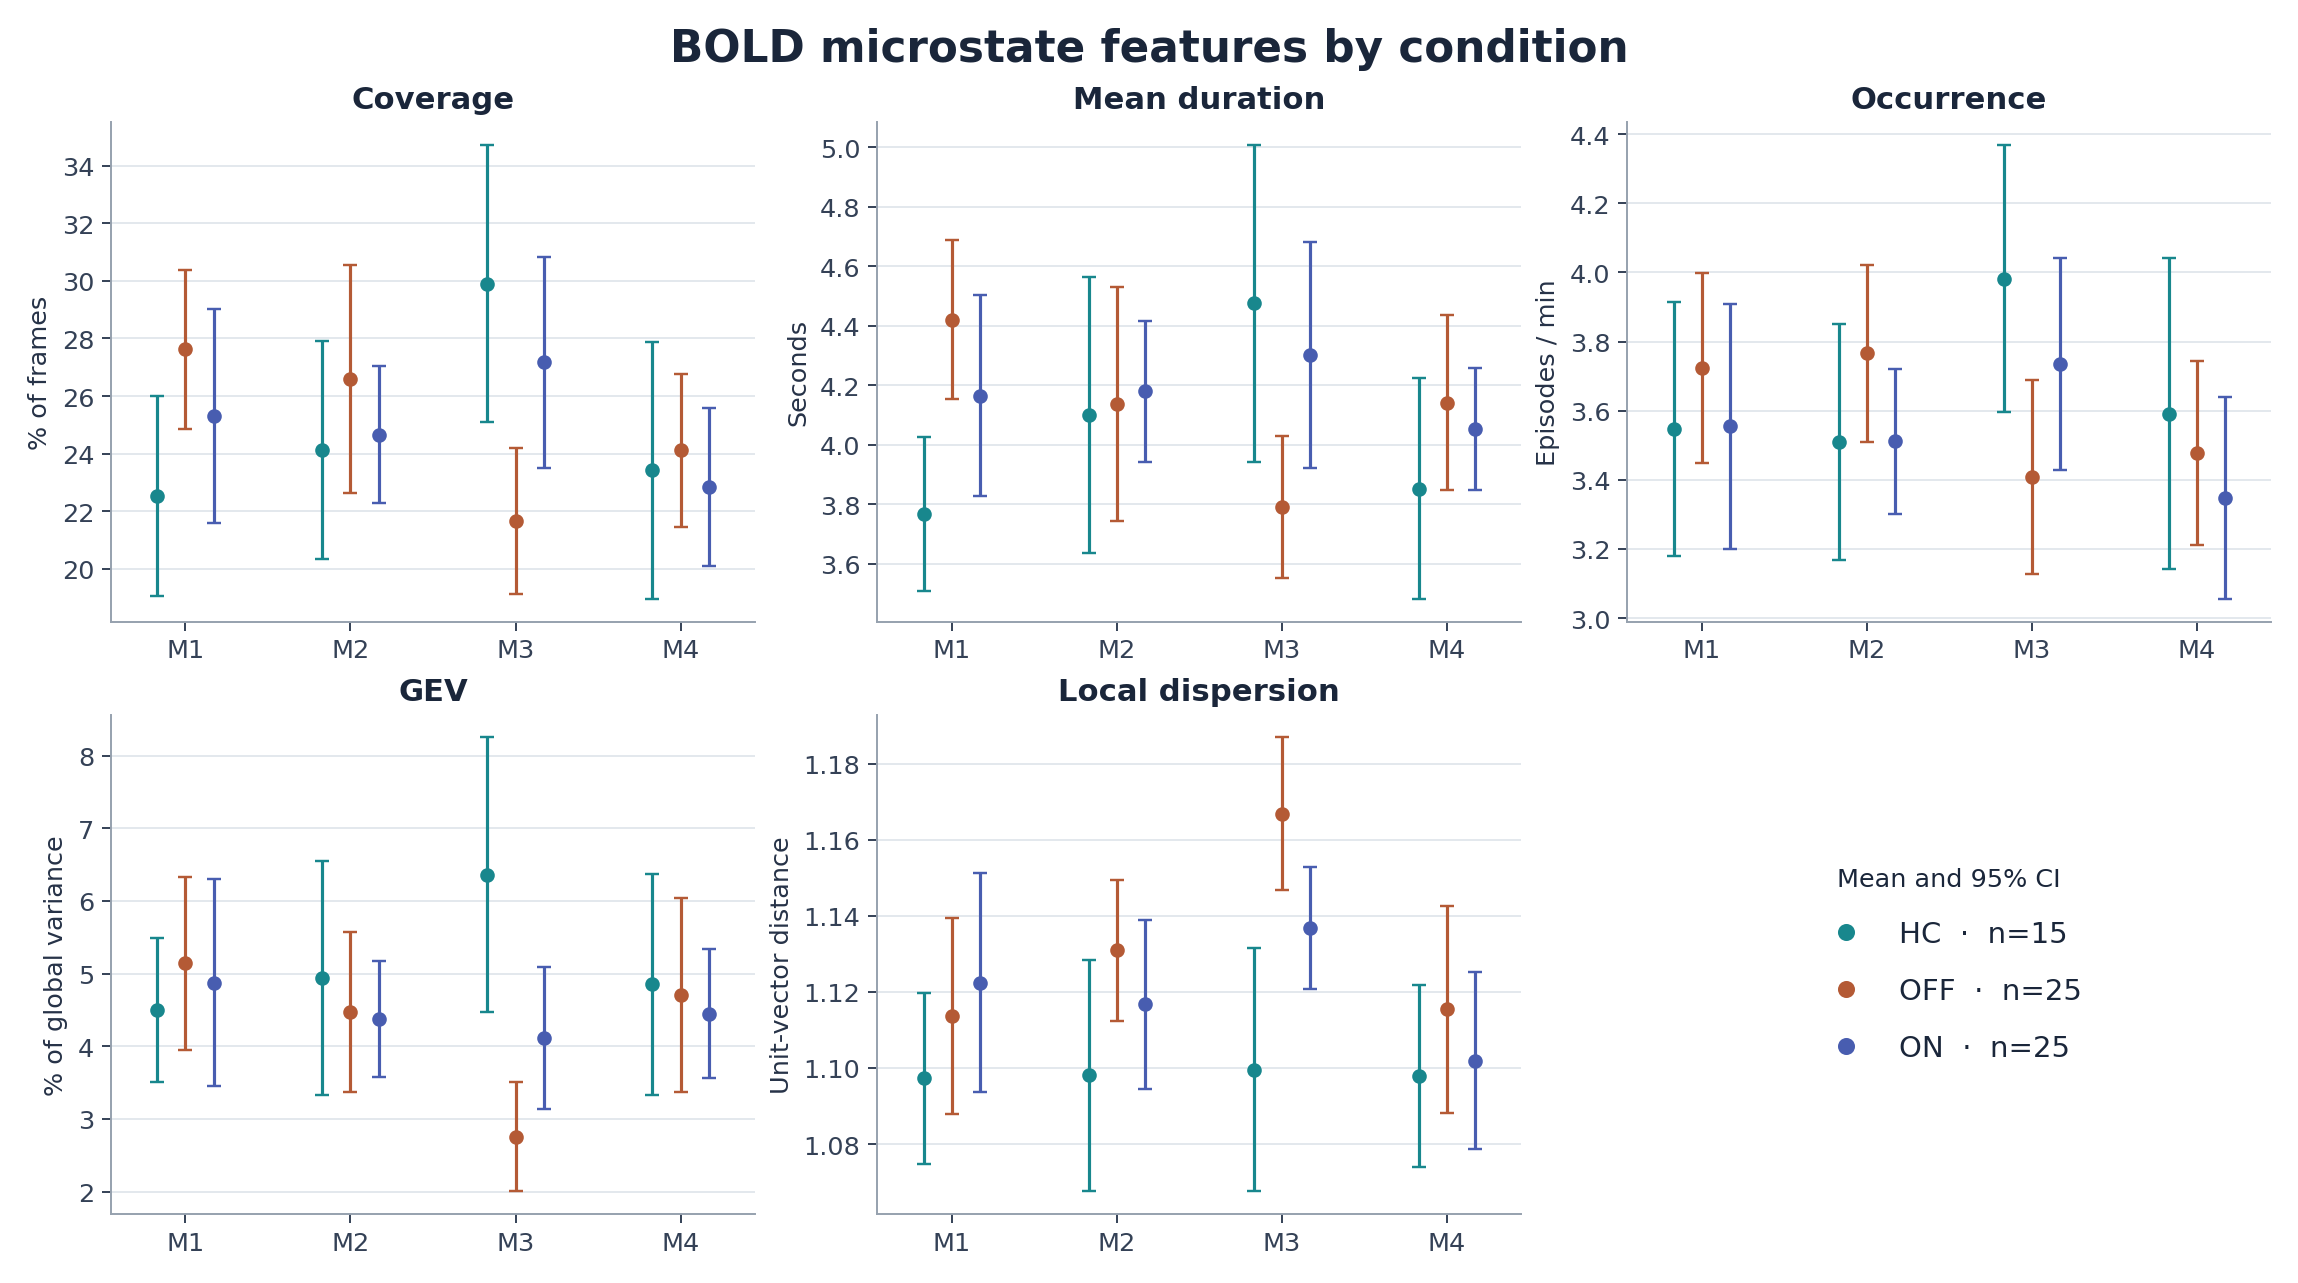 BOLD microstate features by condition
Coverage
% of frames
34
32
30
28
26
24
22
20
M1 M2 M3 M4
Mean duration
Seconds
5.0
4.8
4.6
4.4
4.2
4.0
3.8
3.6
M1 M2 M3 M4
Occurrence
Episodes / min
4.4
4.2
4.0
3.8
3.6
3.4
3.2
3.0
M1 M2 M3 M4
GEV
% of global variance
8
7
6
5
4
3
2
M1 M2 M3 M4
Local dispersion
Unit-vector distance
1.18
1.16
1.14
1.12
1.10
1.08
M1 M2 M3 M4
Mean and 95% CI
HC · n=15
OFF · n=25
ON · n=25